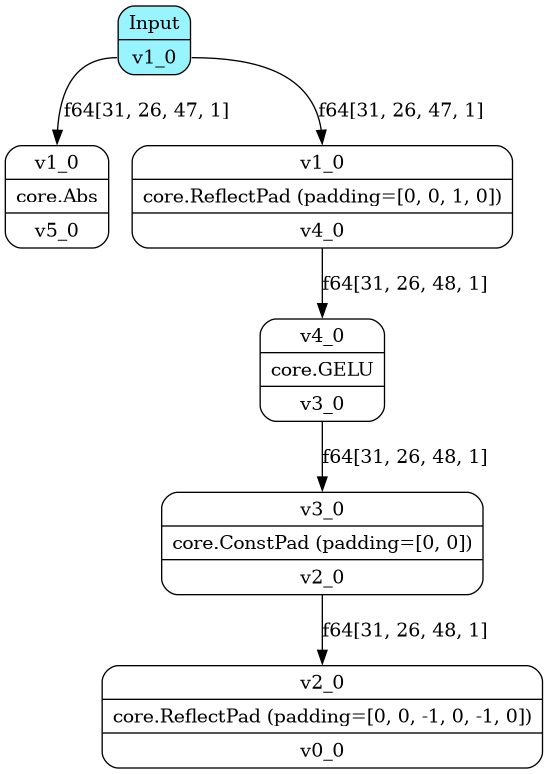 Input
v1_0
f64[31, 26, 47, 1]
f64[31, 26, 47, 1]
v1_0
core.Abs
v5_0
v1_0
core.ReflectPad (padding=[0, 0, 1, 0])
v4_0
f64[31, 26, 48, 1]
v4_0
core.GELU
v3_0
f64[31, 26, 48, 1]
v3_0
core.ConstPad (padding=[0, 0])
v2_0
f64[31, 26, 48, 1]
v2_0
core.ReflectPad (padding=[0, 0, -1, 0, -1, 0])
v0_0